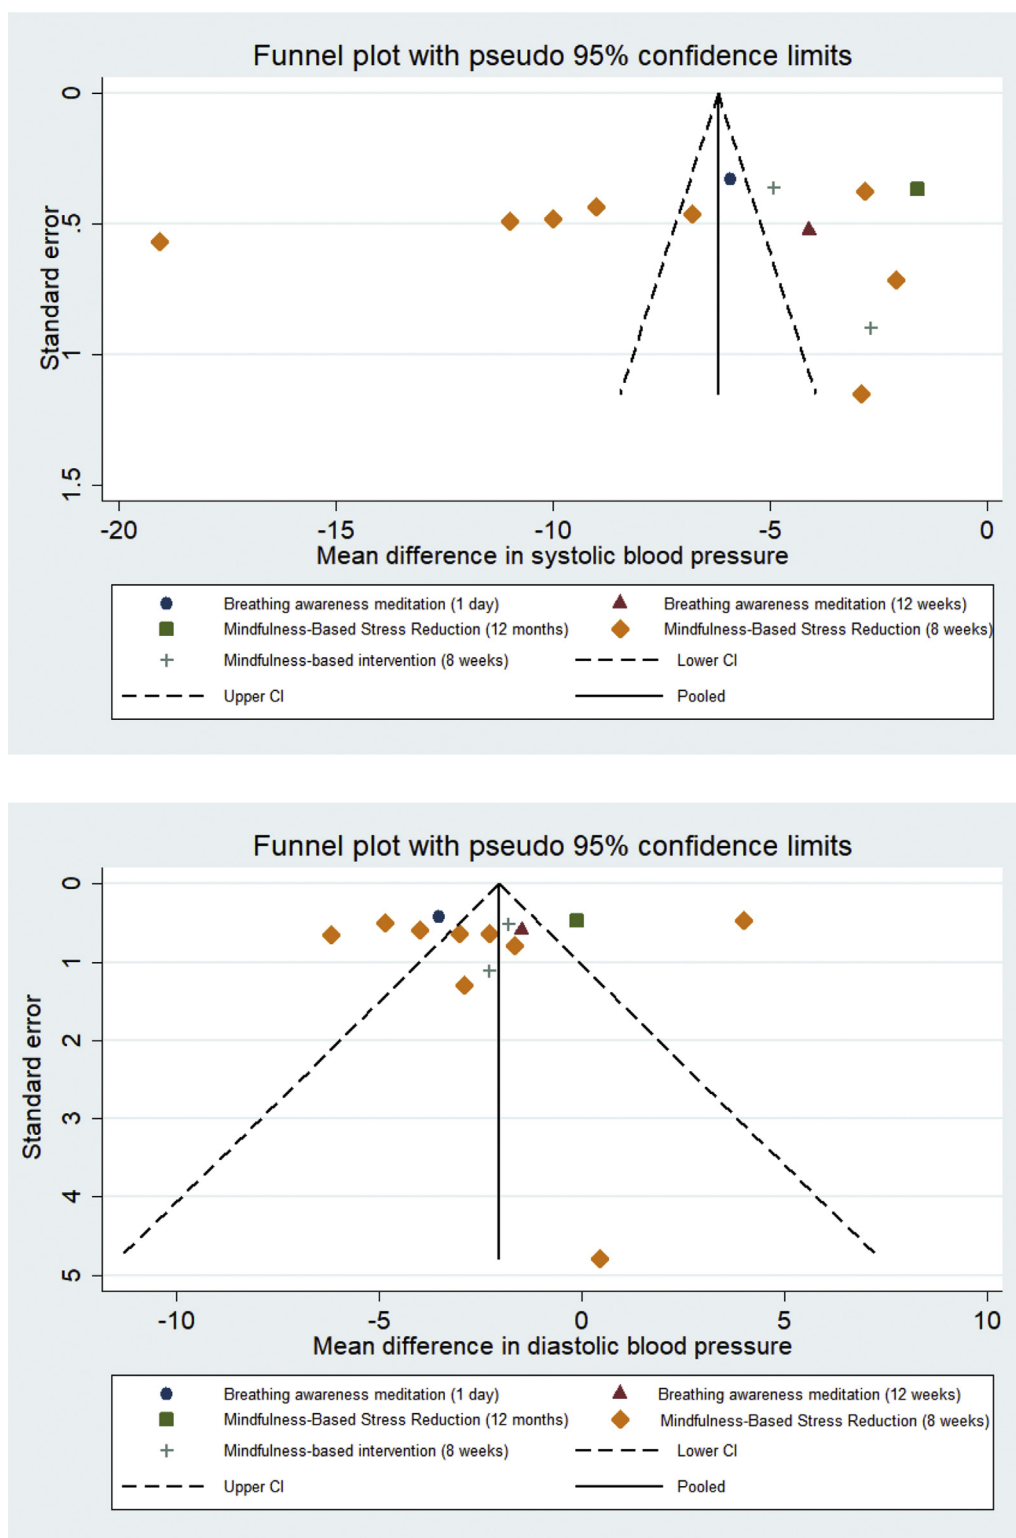 Funnel plot with pseudo 95% confidence limits
Standard error
0
.5
1
1.5
-20 -15 -10 -5 0
Mean difference in systolic blood pressure
Breathing awareness meditation (1 day) Breathing awareness meditation (12 weeks)
Mindfulness-Based Stress Reduction (12 months) Mindfulness-Based Stress Reduction (8 weeks)
Mindfulness-based intervention (8 weeks) Lower CI
Upper CI Pooled
Funnel plot with pseudo 95% confidence limits
Standard error
0
1
2
3
4
5
-10 -5 0 5 10
Mean difference in diastolic blood pressure
Breathing awareness meditation (1 day) Breathing awareness meditation (12 weeks)
Mindfulness-Based Stress Reduction (12 months) Mindfulness-Based Stress Reduction (8 weeks)
Mindfulness-based intervention (8 weeks) Lower CI
Upper CI Pooled